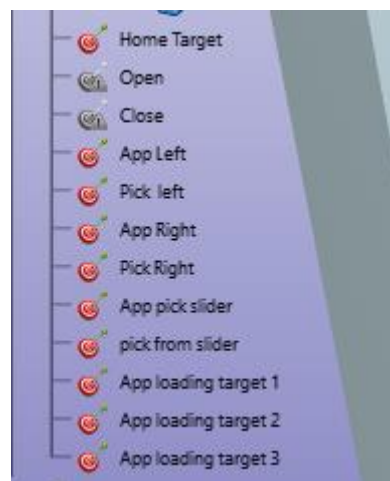 Home Target
Open
Close
App Left
Pick left
App Right
Pick Right
App pick slider
pick from slider
App loading target 1
App loading target 2
App loading target 3